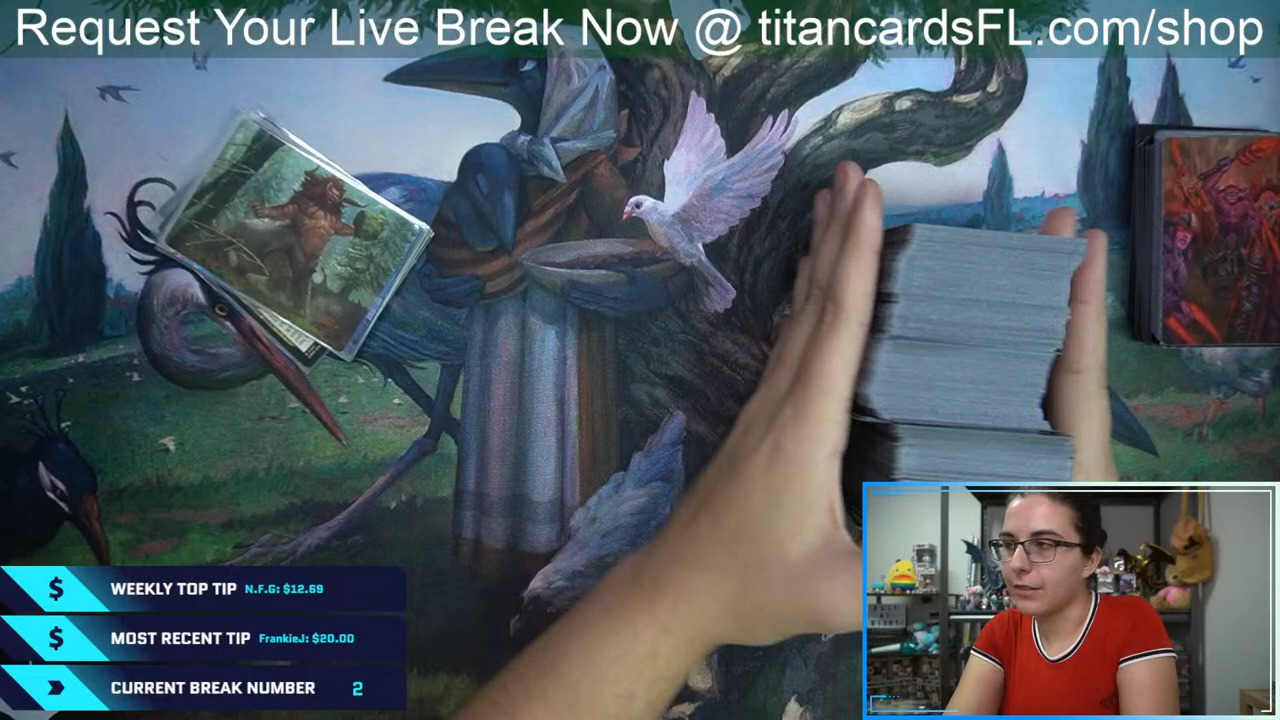 Request Your Live Break Now @ titancardsFL.com/shop
$ WEEKLY TOP TIP N.F.G: $12.69
$ MOST RECENT TIP FrankieJ: $20.00
CURRENT BREAK NUMBER 2